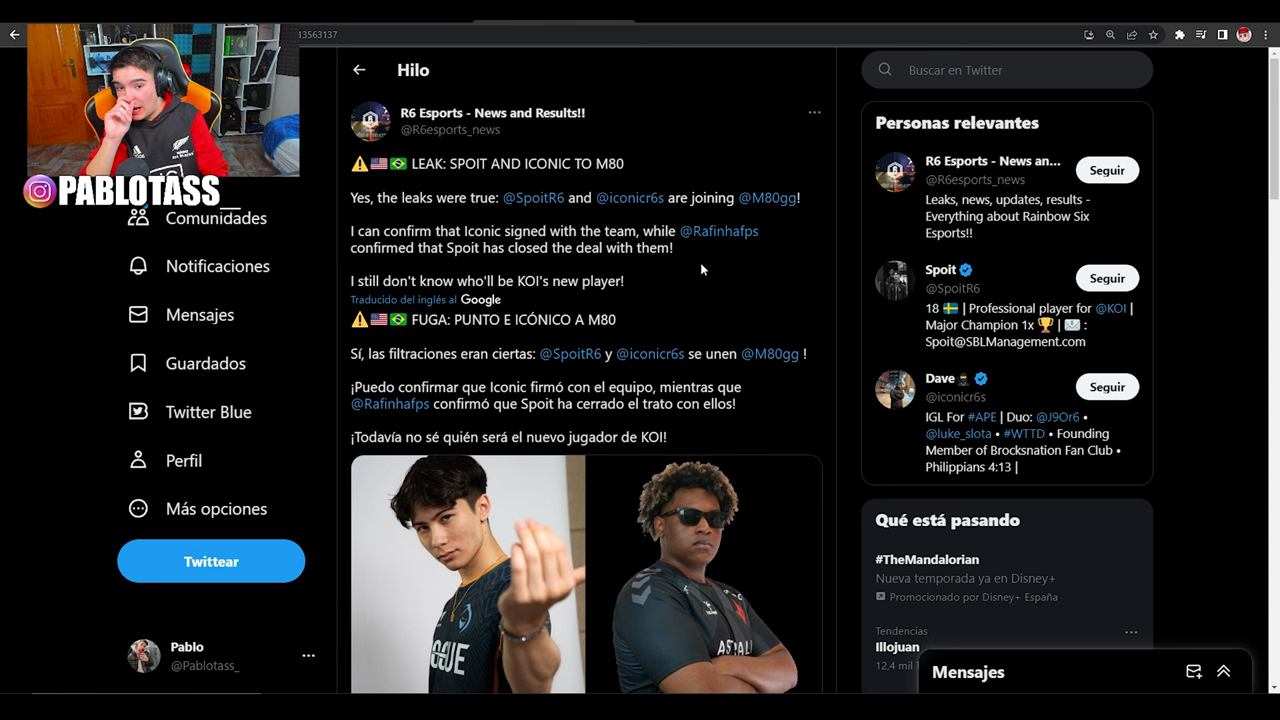 13563137
PABLOTASS_
Comunidades
Notificaciones
Mensajes
Guardados
Twitter Blue
Perfil
Más opciones
Twittear
Pablo
@Pablotass_
Hilo
R6 Esports - News and Results!!
@R6esports_news
⚠️🇺🇸🇧🇷 LEAK: SPOIT AND ICONIC TO M80
Yes, the leaks were true: @SpoitR6 and @iconicr6s are joining @M80gg!
I can confirm that Iconic signed with the team, while @Rafinhafps
confirmed that Spoit has closed the deal with them!
I still don't know who'll be KOI's new player!
Traducido del inglés al Google
⚠️🇺🇸🇧🇷 FUGA: PUNTO E ICÓNICO A M80
Sí, las filtraciones eran ciertas: @SpoitR6 y @iconicr6s se unen @M80gg !
¡Puedo confirmar que Iconic firmó con el equipo, mientras que
@Rafinhafps confirmó que Spoit ha cerrado el trato con ellos!
¡Todavía no sé quién será el nuevo jugador de KOI!
Buscar en Twitter
Personas relevantes
R6 Esports - News an...
@R6esports_news
Seguir
Leaks, news, updates, results -
Everything about Rainbow Six
Esports!!
Spoit
@SpoitR6
Seguir
18 🇸🇪 | Professional player for @KOI |
Major Champion 1x 🏆 | ✉️ :
Spoit@SBLManagement.com
Dave
@iconicr6s
Seguir
IGL For #APE | Duo: @J9Or6 •
@luke_slota • #WTTD • Founding
Member of Brocksnation Fan Club •
Philippians 4:13 |
Qué está pasando
#TheMandalorian
Nueva temporada ya en Disney+
Promocionado por Disney+ España
Tendencias
Illojuan
12,4 mil
Mensajes